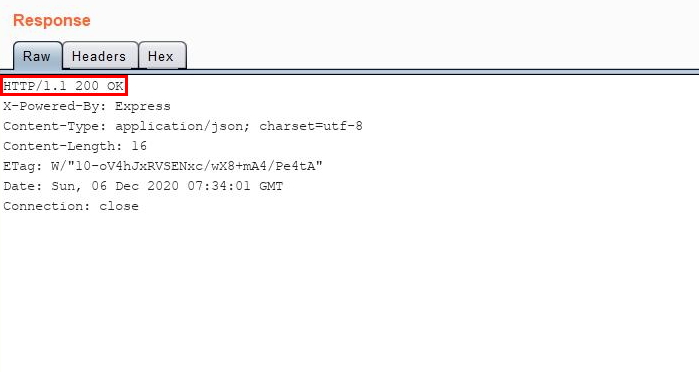 Response
Raw Headers Hex
HTTP/1.1 200 OK
X-Powered-By: Express
Content-Type: application/json; charset=utf-8
Content-Length: 16
ETag: W/"10-oV4hJxRVSENxc/wX8+mA4/Pe4tA"
Date: Sun, 06 Dec 2020 07:34:01 GMT
Connection: close